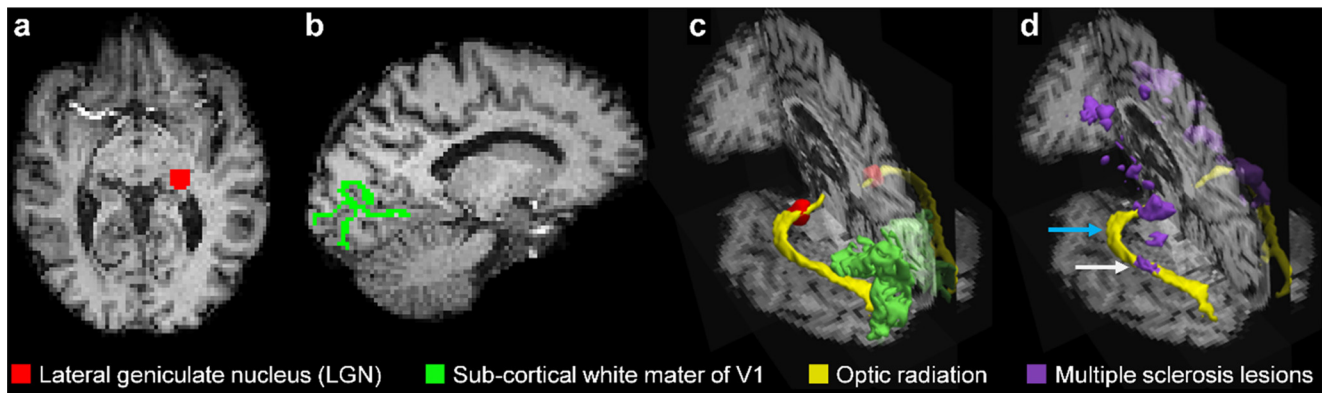 a b c d
Lateral geniculate nucleus (LGN) Sub-cortical white mater of V1 Optic radiation Multiple sclerosis lesions